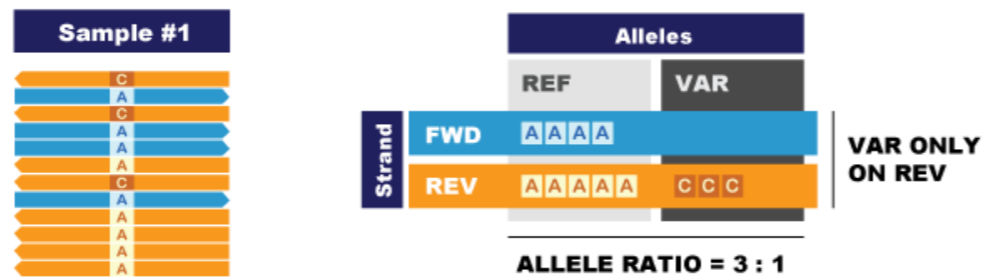 Sample #1
C
A
C
A
A
A
C
A
A
A
A
A
Alleles
REF VAR
Strand
FWD A A A A
REV A A A A A C C C
VAR ONLY
ON REV
ALLELE RATIO = 3 : 1